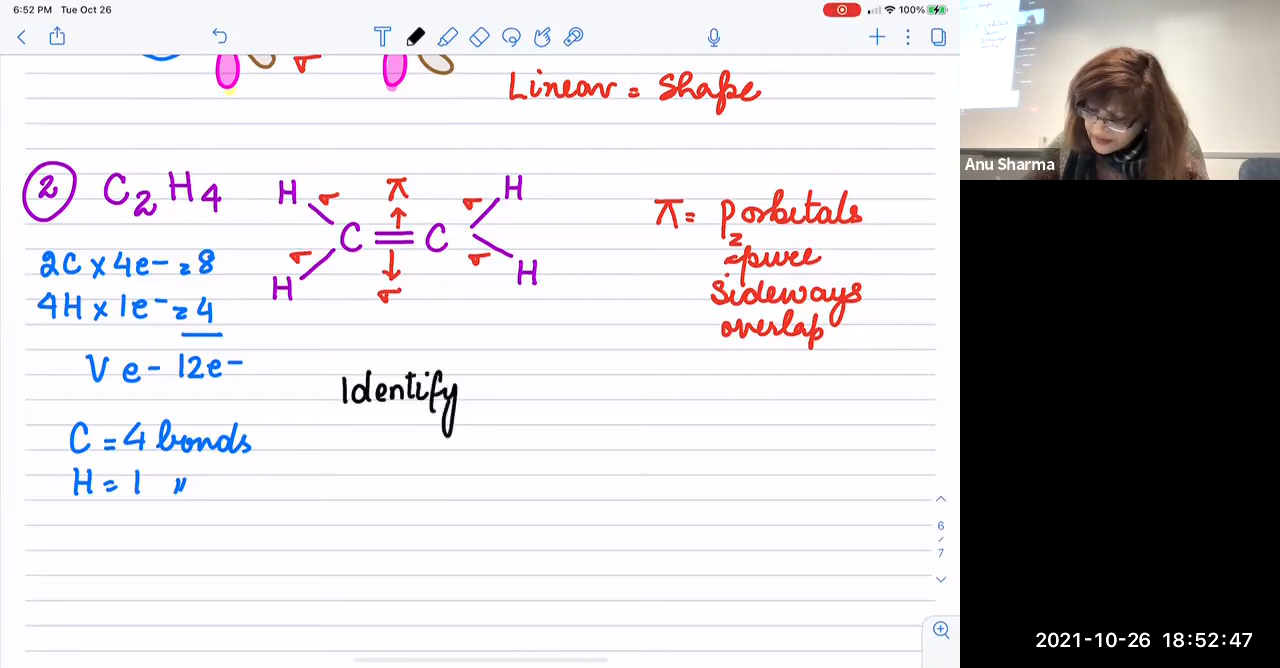 6:52 PM Tue Oct 26
100%
T
Linear = Shape
Anu Sharma
2 C2H4
H σ π σ H
C = C
H σ σ σ H
π = p orbitals
2
= pure
Sideways
overlap
2C x 4e- = 8
4H x 1e- = 4
V e- 12e-
C = 4 bonds
H = 1 "
Identify
σ
6
/
7
2021-10-26 18:52:47